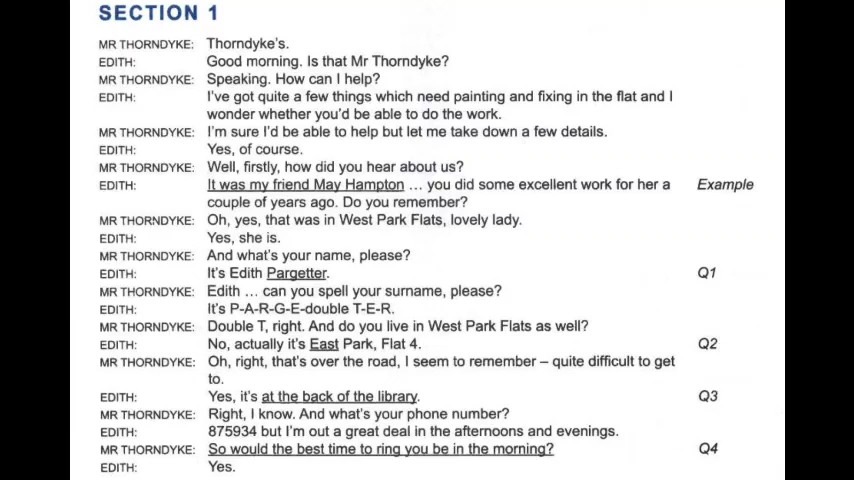 SECTION 1
MR THORNDYKE: Thorndyke's.
EDITH: Good morning. Is that Mr Thorndyke?
MR THORNDYKE: Speaking. How can I help?
EDITH: I've got quite a few things which need painting and fixing in the flat and I
wonder whether you'd be able to do the work.
MR THORNDYKE: I'm sure I'd be able to help but let me take down a few details.
EDITH: Yes, of course.
MR THORNDYKE: Well, firstly, how did you hear about us?
EDITH: It was my friend May Hampton ... you did some excellent work for her a Example
couple of years ago. Do you remember?
MR THORNDYKE: Oh, yes, that was in West Park Flats, lovely lady.
EDITH: Yes, she is.
MR THORNDYKE: And what's your name, please?
EDITH: It's Edith Pargetter. Q1
MR THORNDYKE: Edith ... can you spell your surname, please?
EDITH: It's P-A-R-G-E-double T-E-R.
MR THORNDYKE: Double T, right. And do you live in West Park Flats as well?
EDITH: No, actually it's East Park, Flat 4. Q2
MR THORNDYKE: Oh, right, that's over the road, I seem to remember – quite difficult to get
to.
EDITH: Yes, it's at the back of the library. Q3
MR THORNDYKE: Right, I know. And what's your phone number?
EDITH: 875934 but I'm out a great deal in the afternoons and evenings.
MR THORNDYKE: So would the best time to ring you be in the morning? Q4
EDITH: Yes.